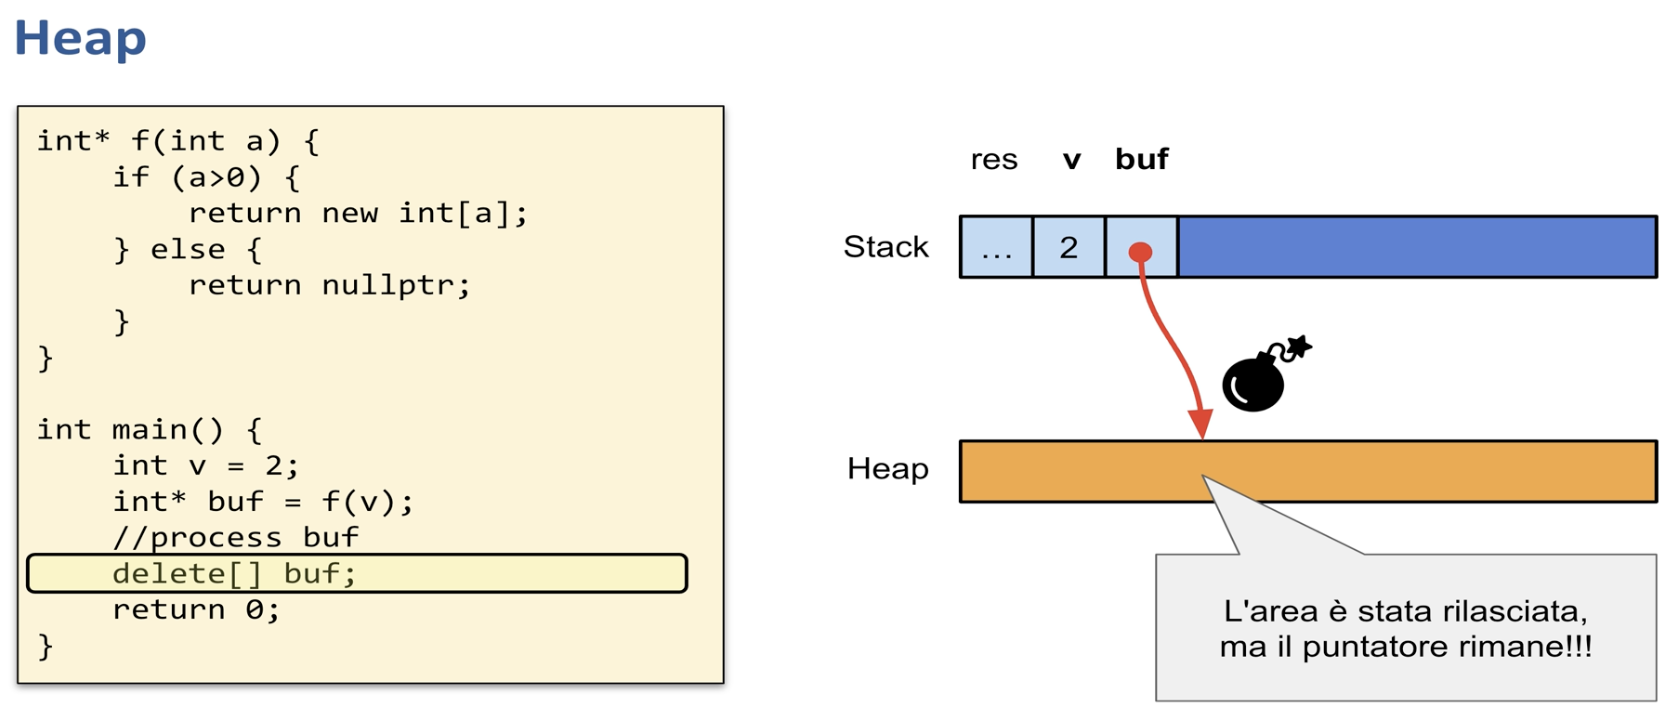 Heap
int* f(int a) {
    if (a>0) {
        return new int[a];
    } else {
        return nullptr;
    }
}
int main() {
    int v = 2;
    int* buf = f(v);
    //process buf
    delete[] buf;
    return 0;
}
res v buf
Stack ... 2
Heap
L'area è stata rilasciata,
ma il puntatore rimane!!!